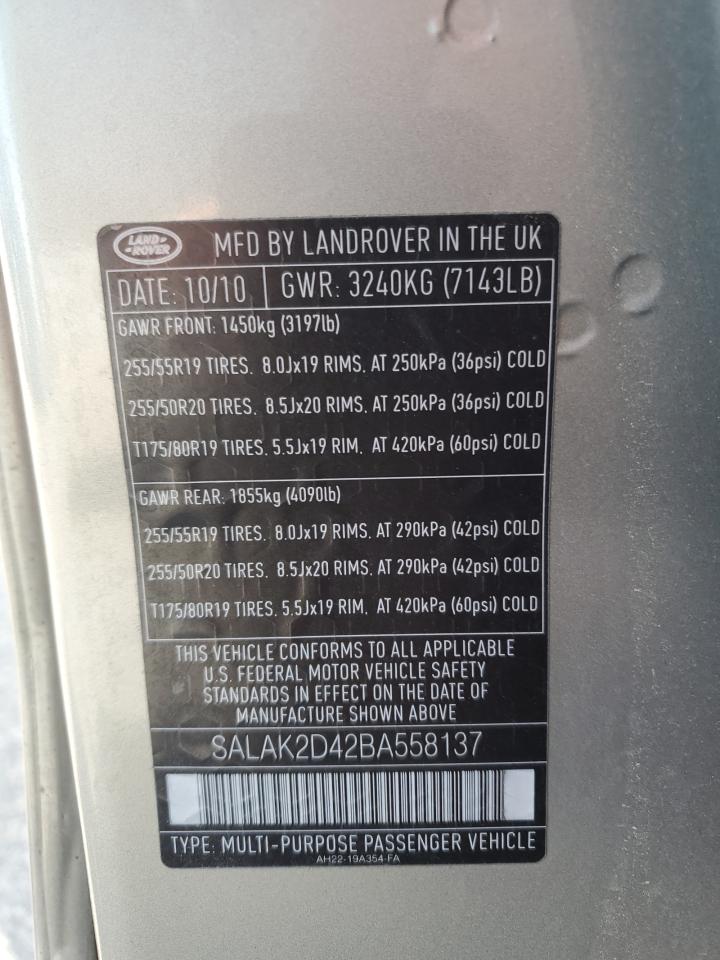 LAND-
-ROVER
MFD BY LANDROVER IN THE UK
DATE: 10/10 GWR: 3240KG (7143LB)
GAWR FRONT: 1450kg (3197lb)
255/55R19 TIRES. 8.0Jx19 RIMS. AT 250kPa (36psi) COLD
255/50R20 TIRES. 8.5Jx20 RIMS. AT 250kPa (36psi) COLD
T175/80R19 TIRES. 5.5Jx19 RIM. AT 420kPa (60psi) COLD
GAWR REAR: 1855kg (4090lb)
255/55R19 TIRES. 8.0Jx19 RIMS. AT 290kPa (42psi) COLD
255/50R20 TIRES. 8.5Jx20 RIMS. AT 290kPa (42psi) COLD
T175/80R19 TIRES. 5.5Jx19 RIM. AT 420kPa (60psi) COLD
THIS VEHICLE CONFORMS TO ALL APPLICABLE
U.S. FEDERAL MOTOR VEHICLE SAFETY
STANDARDS IN EFFECT ON THE DATE OF
MANUFACTURE SHOWN ABOVE
SALAK2D42BA558137
TYPE: MULTI-PURPOSE PASSENGER VEHICLE
AH22-19A354-FA